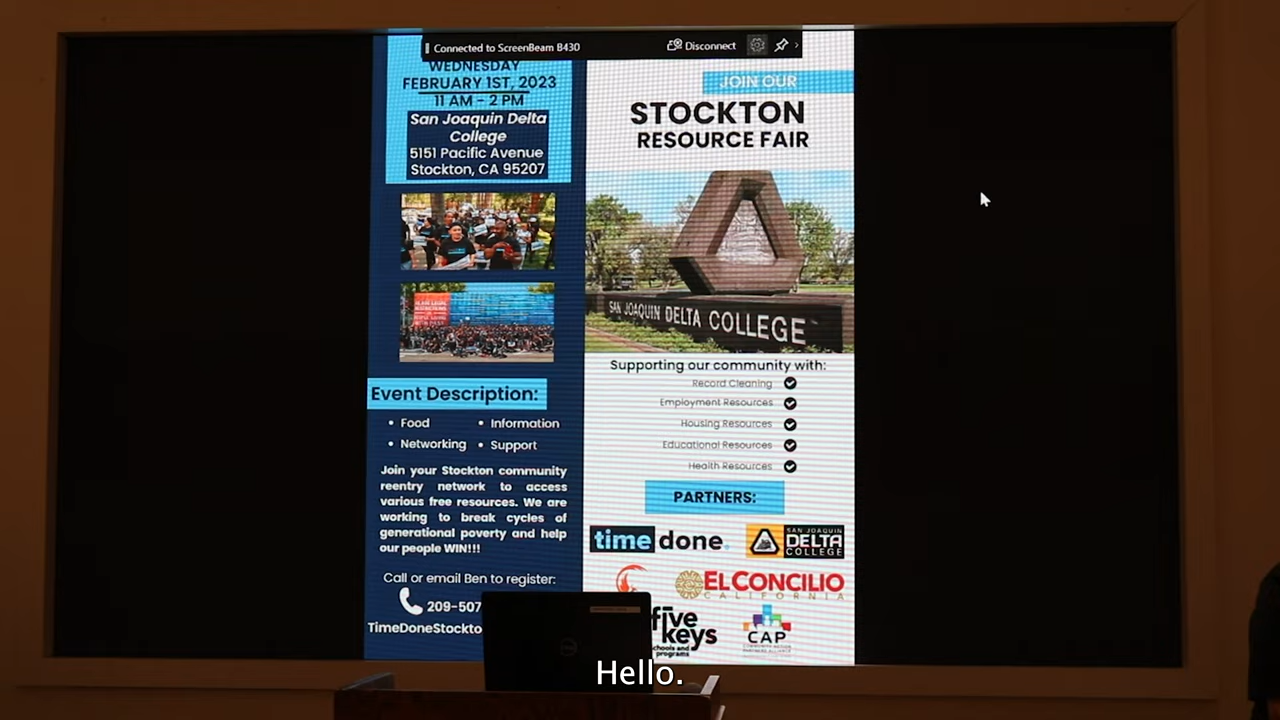 Connected to ScreenBeam B430
Disconnect
WEDNESDAY
FEBRUARY 1ST, 2023
11 AM - 2 PM
San Joaquin Delta
College
5151 Pacific Avenue
Stockton, CA 95207
Event Description:
• Food
• Information
• Networking
• Support
Join your Stockton community
reentry network to access
various free resources. We are
working to break cycles of
generational poverty and help
our people WIN!!!
Call or email Ben to register:
209-507
TimeDoneStockto
JOIN OUR
STOCKTON
RESOURCE FAIR
SAN JOAQUIN DELTA COLLEGE
Supporting our community with:
Record Cleaning
Employment Resources
Housing Resources
Educational Resources
Health Resources
PARTNERS:
time done.
SAN JOAQUIN
DELTA
COLLEGE
EL CONCILIO
CALIFORNIA
five
keys
schools and
programs
CAP
Hello.